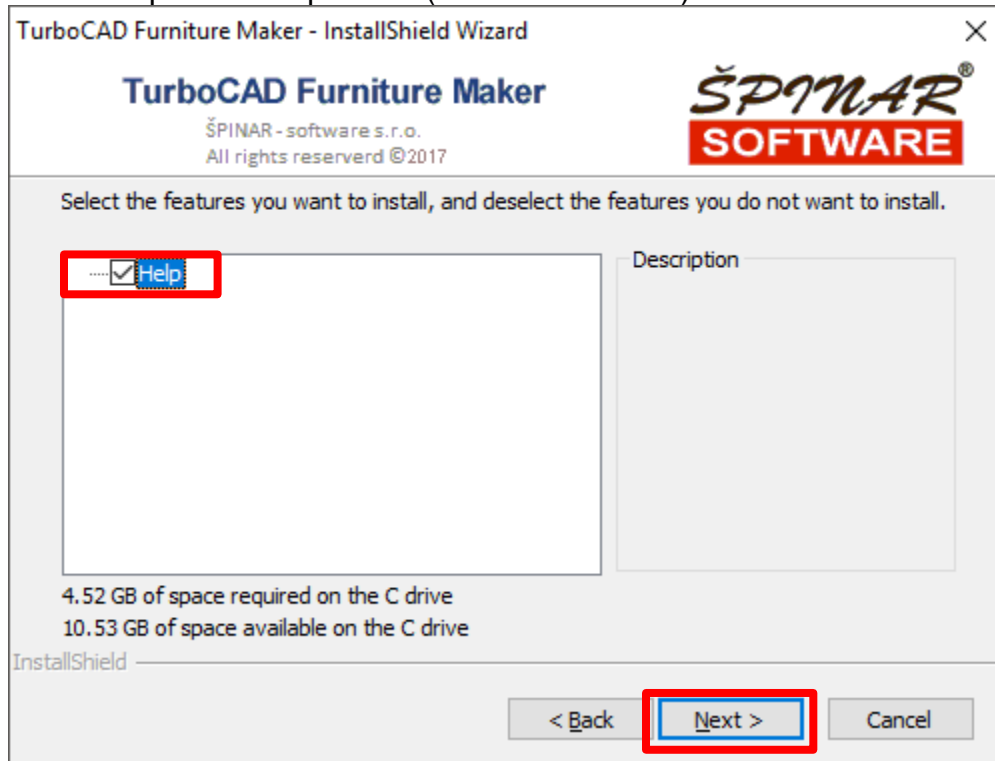 TurboCAD Furniture Maker - InstallShield Wizard
TurboCAD Furniture Maker
ŠPINAR - software s.r.o.
All rights reserverd ©2017
ŠPINAR®
SOFTWARE
Select the features you want to install, and deselect the features you do not want to install.
Help
Description
4.52 GB of space required on the C drive
10.53 GB of space available on the C drive
InstallShield
< Back
Next >
Cancel